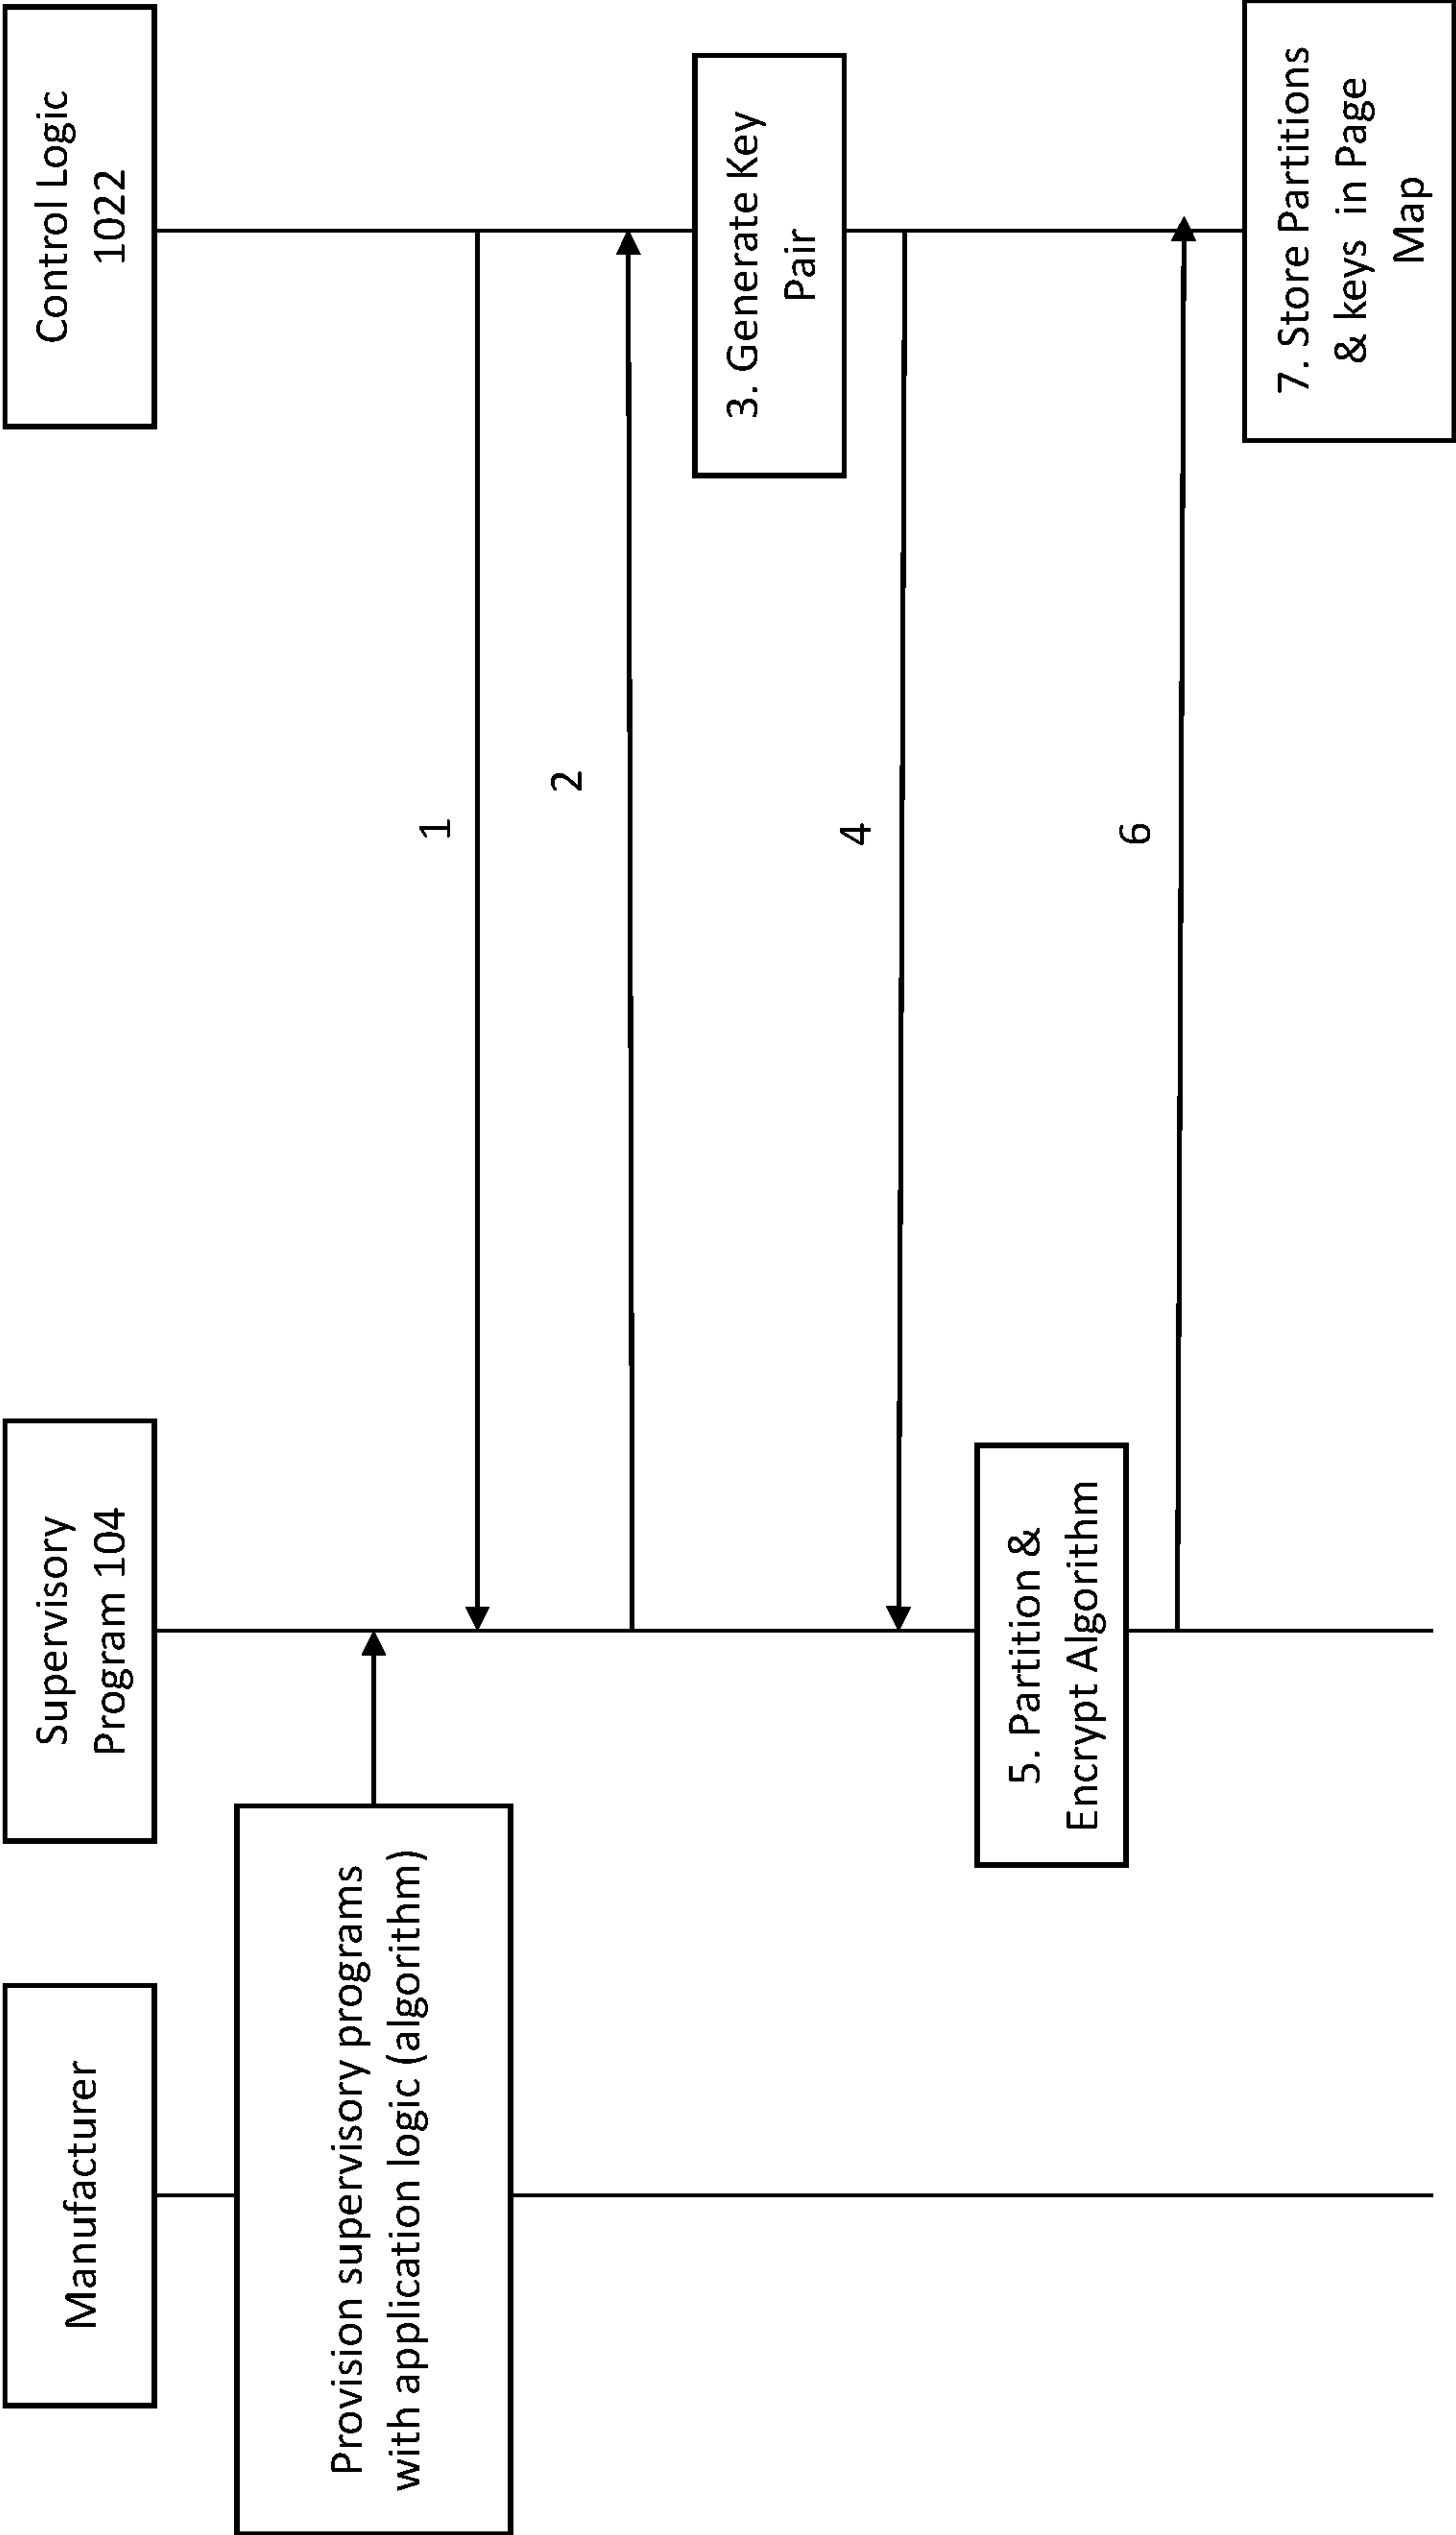 Manufacturer
Supervisory
Program 104
Control Logic
1022
Provision supervisory programs
with application logic (algorithm)
1
2
3. Generate Key
Pair
4
5. Partition &
Encrypt Algorithm
6
7. Store Partitions
& keys in Page
Map